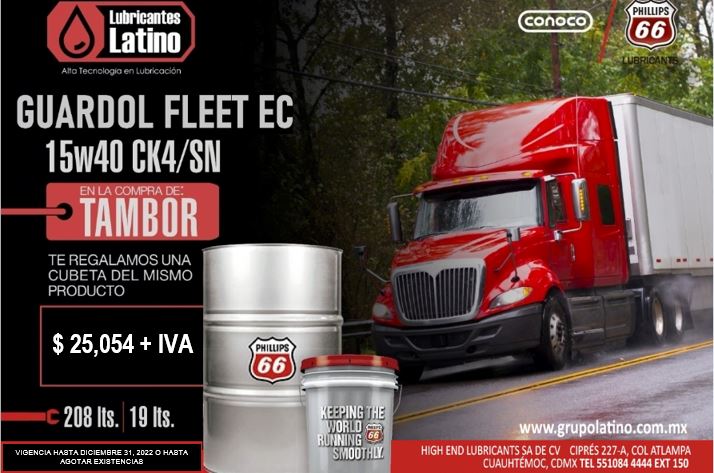 Lubricantes
Latino
Alta Tecnología en Lubricación
conoco
PHILLIPS
66
LUBRICANTS
GUARDOL FLEET EC
15w40 CK4/SN
EN LA COMPRA DE:
TAMBOR
TE REGALAMOS UNA
CUBETA DEL MISMO
PRODUCTO
$ 25,054 + IVA
PHILLIPS
66
KEEPING THE
WORLD
RUNNING
SMOOTHLY.
PHILLIPS
66
208 lts. 19 lts.
VIGENCIA HASTA DICIEMBRE 31, 2022 O HASTA
AGOTAR EXISTENCIAS
www.grupolatino.com.mx
HIGH END LUBRICANTS SA DE CV CIPRÉS 227-A, COL ATLAMPA
CUAUHTÉMOC, CDMX TEL 551084 4444 EXT 150